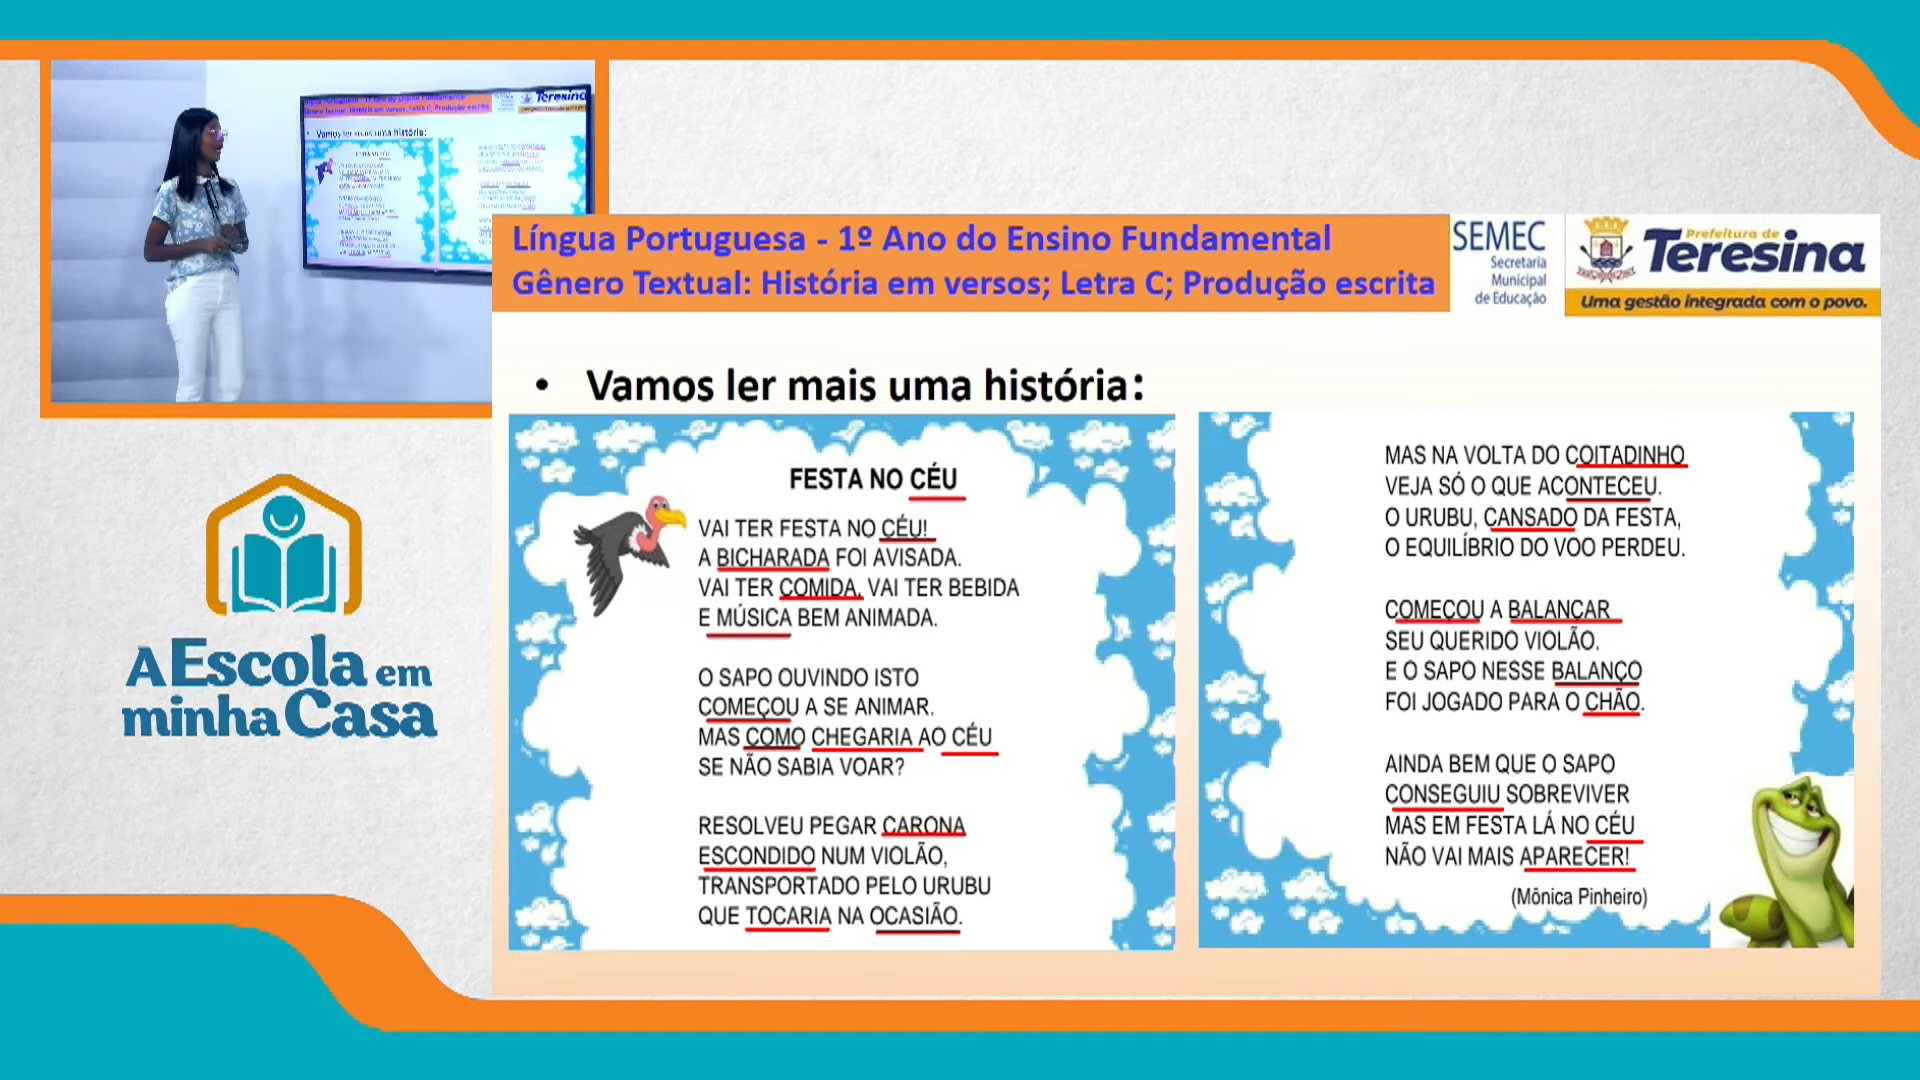 Língua Portuguesa - 1º Ano do Ensino Fundamental
Gênero Textual: História em versos; Letra C; Produção escrita
SEMEC
Secretaria
Municipal
de Educação
Prefeitura de
Teresina
Uma gestão integrada com o povo.
Teresina
Vamos ler mais uma história:
• Vamos ler mais uma história:
FESTA NO CÉU
VAI TER FESTA NO CÉU!
A BICHARADA FOI AVISADA.
VAI TER COMIDA, VAI TER BEBIDA
E MÚSICA BEM ANIMADA.
O SAPO OUVINDO ISTO
COMEÇOU A SE ANIMAR.
MAS COMO CHEGARIA AO CÉU
SE NÃO SABIA VOAR?
RESOLVEU PEGAR CARONA
ESCONDIDO NUM VIOLÃO,
TRANSPORTADO PELO URUBU
QUE TOCARIA NA OCASIÃO.
MAS NA VOLTA DO COITADINHO
VEJA SÓ O QUE ACONTECEU.
O URUBU, CANSADO DA FESTA,
O EQUILÍBRIO DO VOO PERDEU.
COMEÇOU A BALANÇAR
SEU QUERIDO VIOLÃO.
E O SAPO NESSE BALANÇO
FOI JOGADO PARA O CHÃO.
AINDA BEM QUE O SAPO
CONSEGUIU SOBREVIVER
MAS EM FESTA LÁ NO CÉU
NÃO VAI MAIS APARECER!
(Mônica Pinheiro)
A Escola em
minha Casa